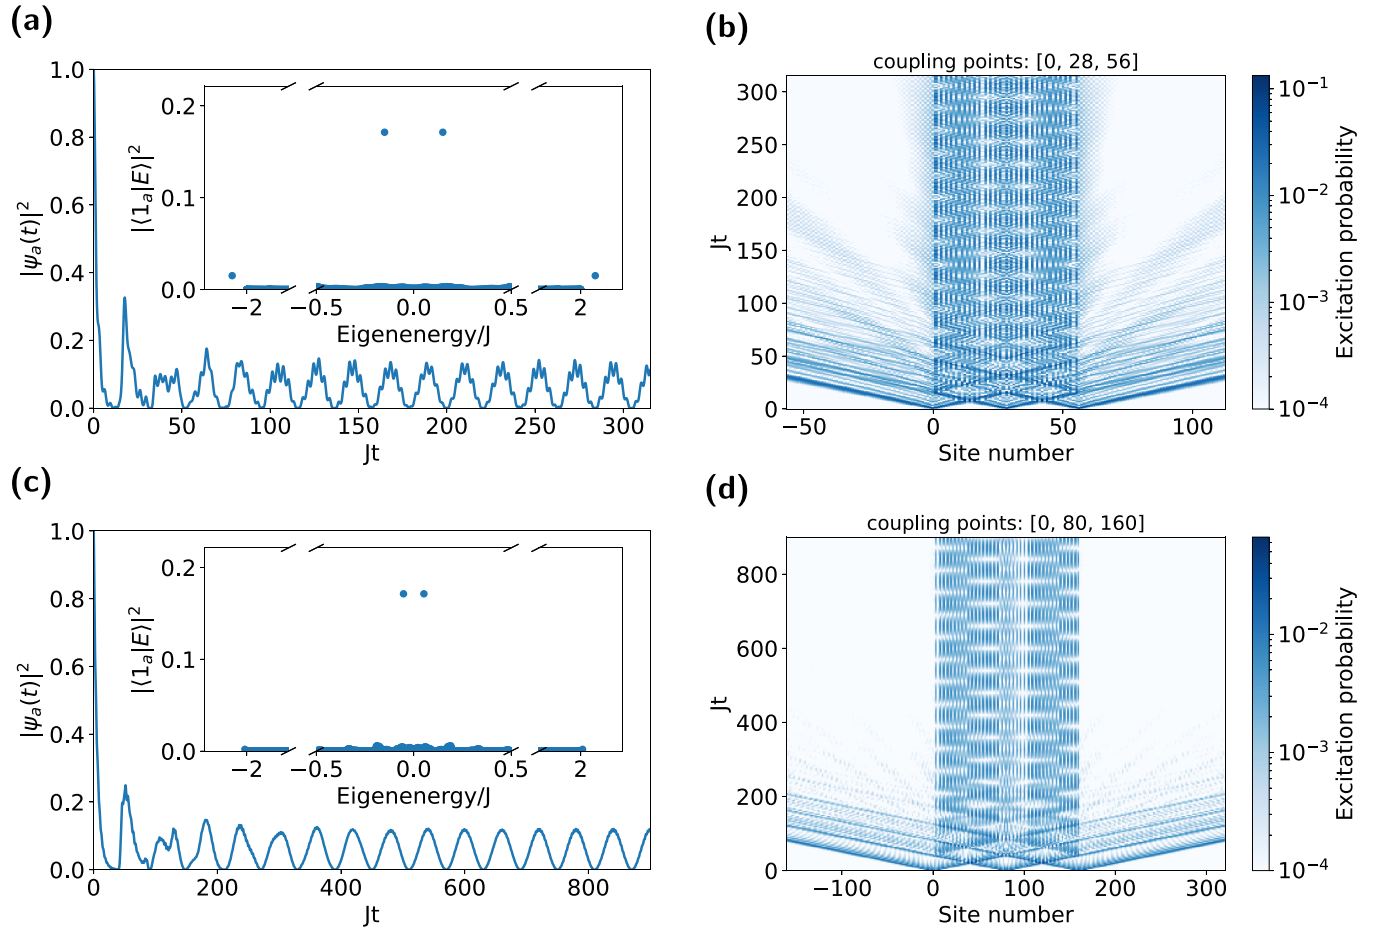 (a)
|ψₐ(t)|²
1.0
0.8
0.6
0.4
0.2
0.0
0 50 100 150 200 250 300
Jt
|⟨1ₐ|E⟩|²
0.2
0.1
0.0
−2 −0.5 0.0 0.5 2
Eigenenergy/J
(b)
coupling points: [0, 28, 56]
Jt
300
250
200
150
100
50
0
−50 0 50 100
Site number
10⁻¹
10⁻²
10⁻³
10⁻⁴
Excitation probability
(c)
|ψₐ(t)|²
1.0
0.8
0.6
0.4
0.2
0.0
0 200 400 600 800
Jt
|⟨1ₐ|E⟩|²
0.2
0.1
0.0
−2 −0.5 0.0 0.5 2
Eigenenergy/J
(d)
coupling points: [0, 80, 160]
Jt
800
600
400
200
0
−100 0 100 200 300
Site number
10⁻²
10⁻³
10⁻⁴
Excitation probability